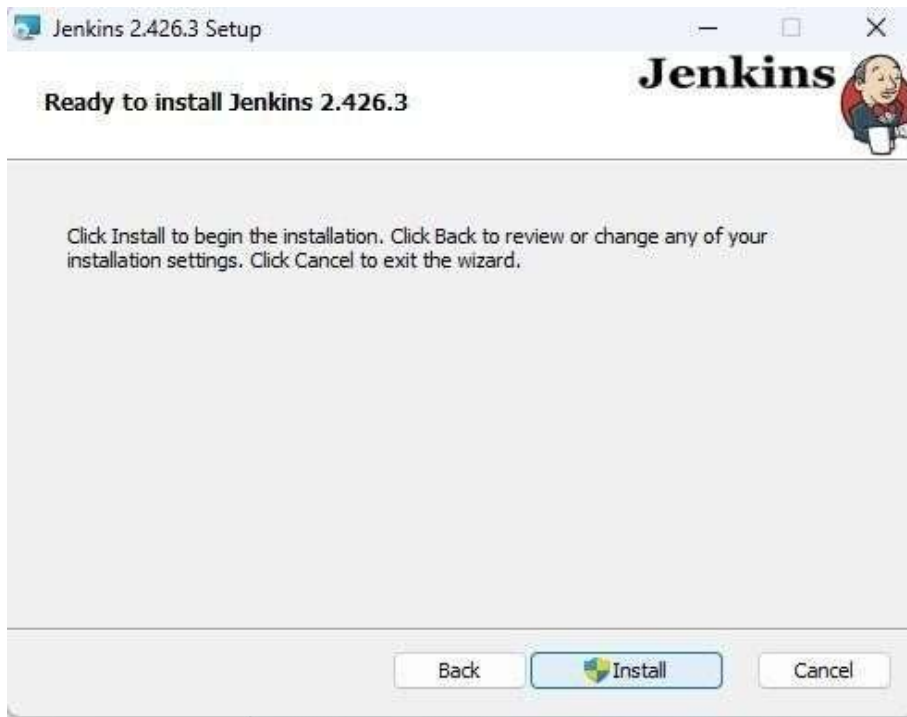 Jenkins 2.426.3 Setup
Jenkins
Ready to install Jenkins 2.426.3
Click Install to begin the installation. Click Back to review or change any of your
installation settings. Click Cancel to exit the wizard.
Back Install Cancel